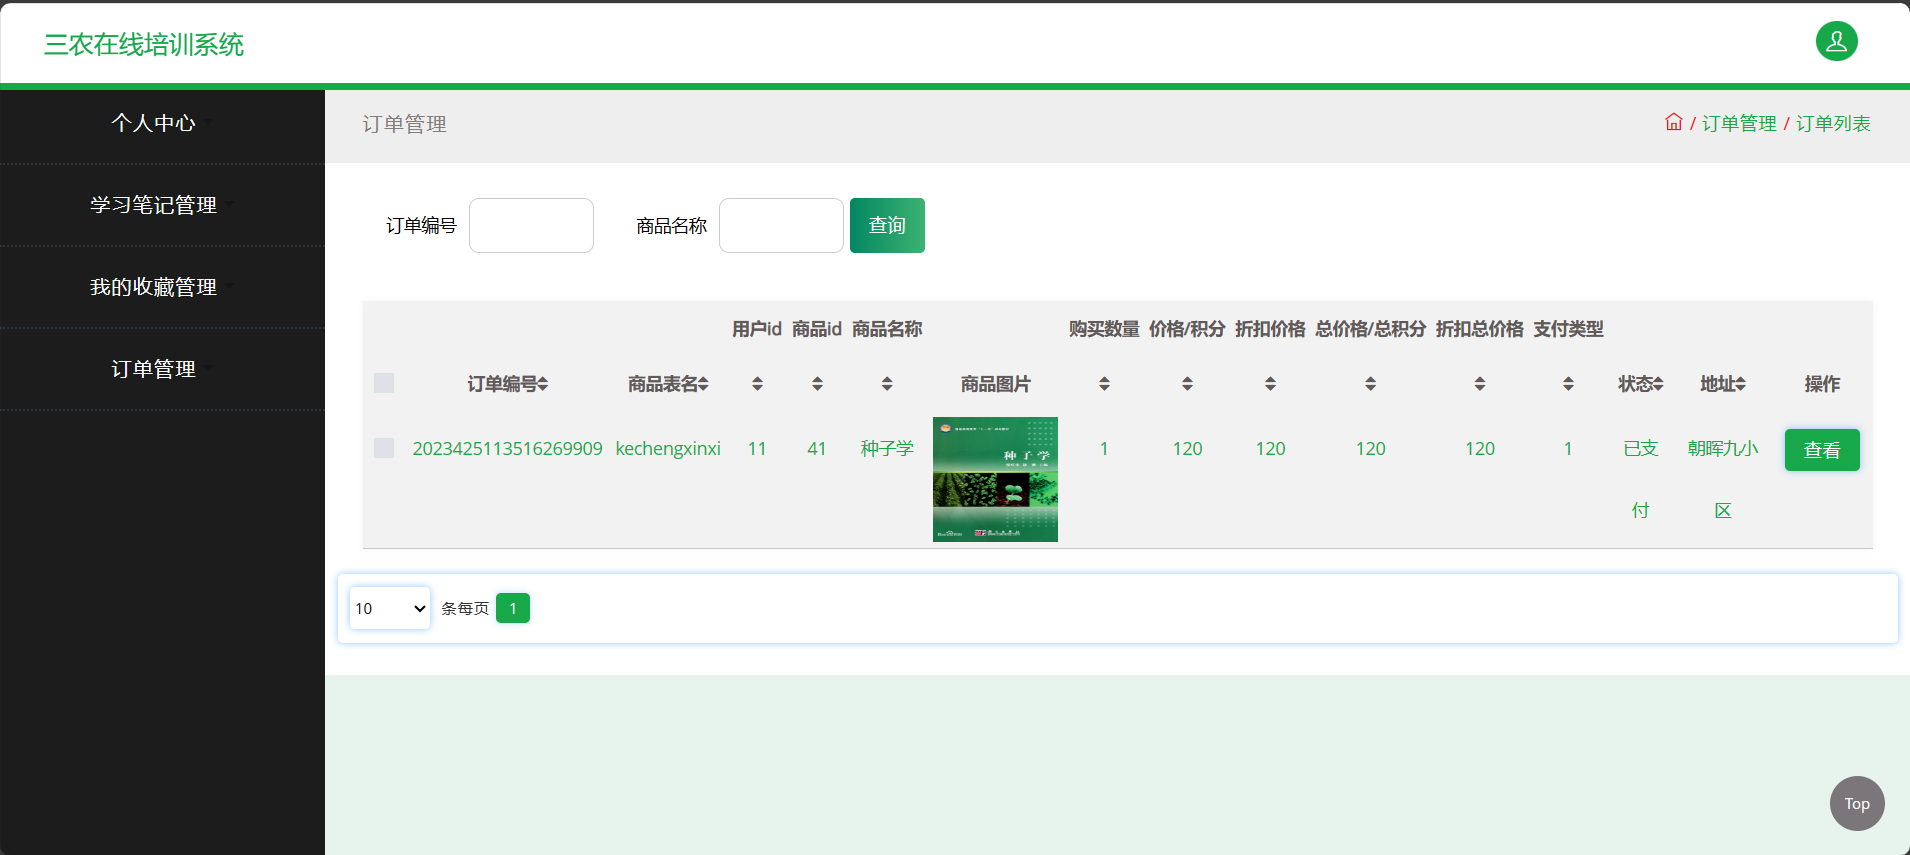 三农在线培训系统
个人中心
学习笔记管理
我的收藏管理
订单管理
订单管理
/ 订单管理 / 订单列表
订单编号
商品名称
查询
订单编号 商品表名 用户id 商品id 商品名称 商品图片 购买数量 价格/积分 折扣价格 总价格/总积分 折扣总价格 支付类型 状态 地址 操作
2023425113516269909 kechengxinxi 11 41 种子学 1 120 120 120 120 1 已支付 朝晖九小区 查看
种子学
10 条每页 1
Top